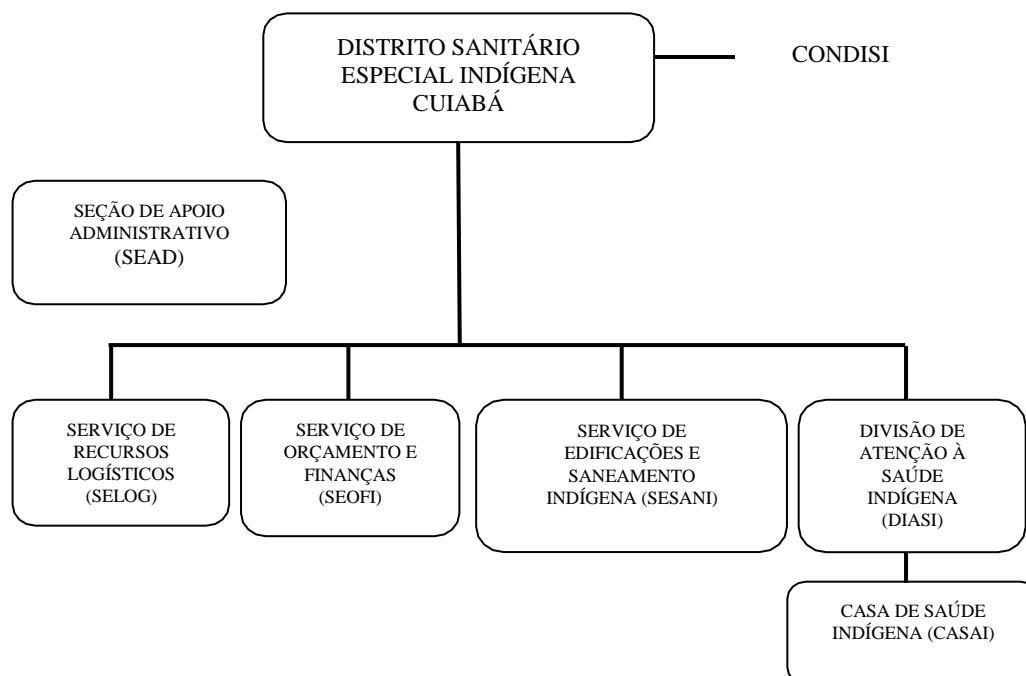 DISTRITO SANITÁRIO
ESPECIAL INDÍGENA
CUIABÁ
CONDISI
SEÇÃO DE APOIO
ADMINISTRATIVO
(SEAD)
SERVIÇO DE
RECURSOS
LOGÍSTICOS
(SELOG)
SERVIÇO DE
ORÇAMENTO E
FINANÇAS
(SEOFI)
SERVIÇO DE
EDIFICAÇÕES E
SANEAMENTO
INDÍGENA (SESANI)
DIVISÃO DE
ATENÇÃO À
SAÚDE
INDÍGENA
(DIASI)
CASA DE SAÚDE
INDÍGENA (CASAI)